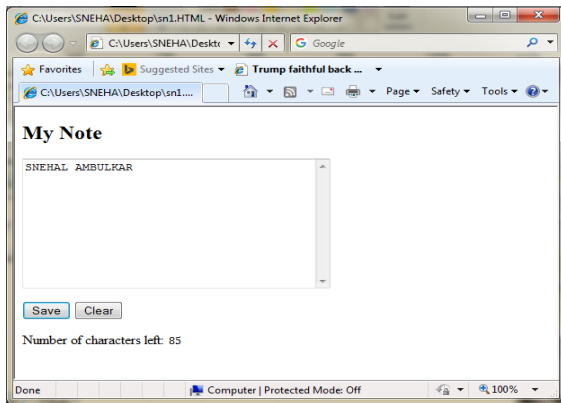 C:\Users\SNEHA\Desktop\sn1.HTML - Windows Internet Explorer
C:\Users\SNEHA\Deskto Google
Favorites Suggested Sites Trump faithful back ...
C:\Users\SNEHA\Desktop\sn1.... Page Safety Tools
My Note
SNEHAL AMBULKAR
Save Clear
Number of characters left: 85
Done Computer | Protected Mode: Off 100%